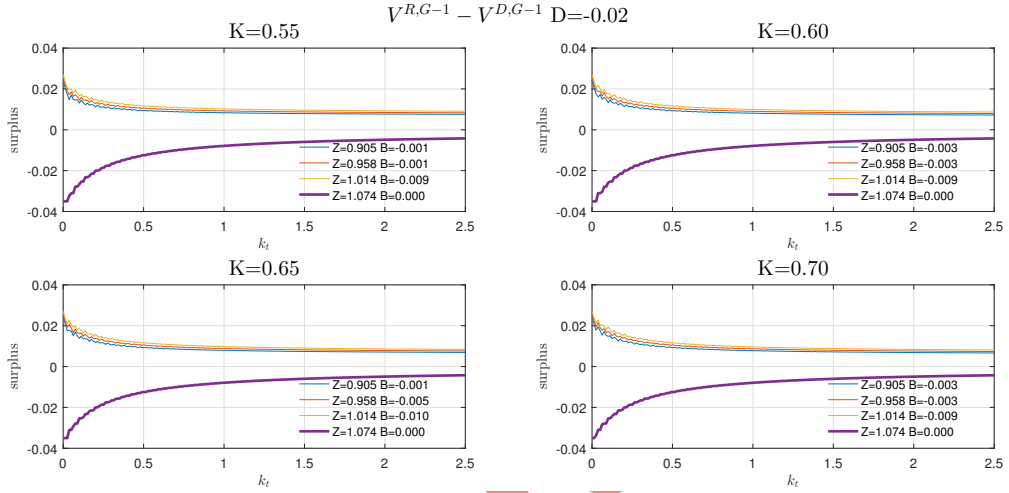 V^{R,G−1} − V^{D,G−1} D=-0.02
K=0.55
0.04
0.02
0
-0.02
-0.04
surplus
Z=0.905 B=-0.001
Z=0.958 B=-0.001
Z=1.014 B=-0.009
Z=1.074 B=0.000
0 0.5 1 1.5 2 2.5
k_t
K=0.60
0.04
0.02
0
-0.02
-0.04
surplus
Z=0.905 B=-0.003
Z=0.958 B=-0.003
Z=1.014 B=-0.009
Z=1.074 B=0.000
0 0.5 1 1.5 2 2.5
k_t
K=0.65
0.04
0.02
0
-0.02
-0.04
surplus
Z=0.905 B=-0.001
Z=0.958 B=-0.005
Z=1.014 B=-0.010
Z=1.074 B=0.000
0 0.5 1 1.5 2 2.5
k_t
K=0.70
0.04
0.02
0
-0.02
-0.04
surplus
Z=0.905 B=-0.003
Z=0.958 B=-0.003
Z=1.014 B=-0.009
Z=1.074 B=0.000
0 0.5 1 1.5 2 2.5
k_t